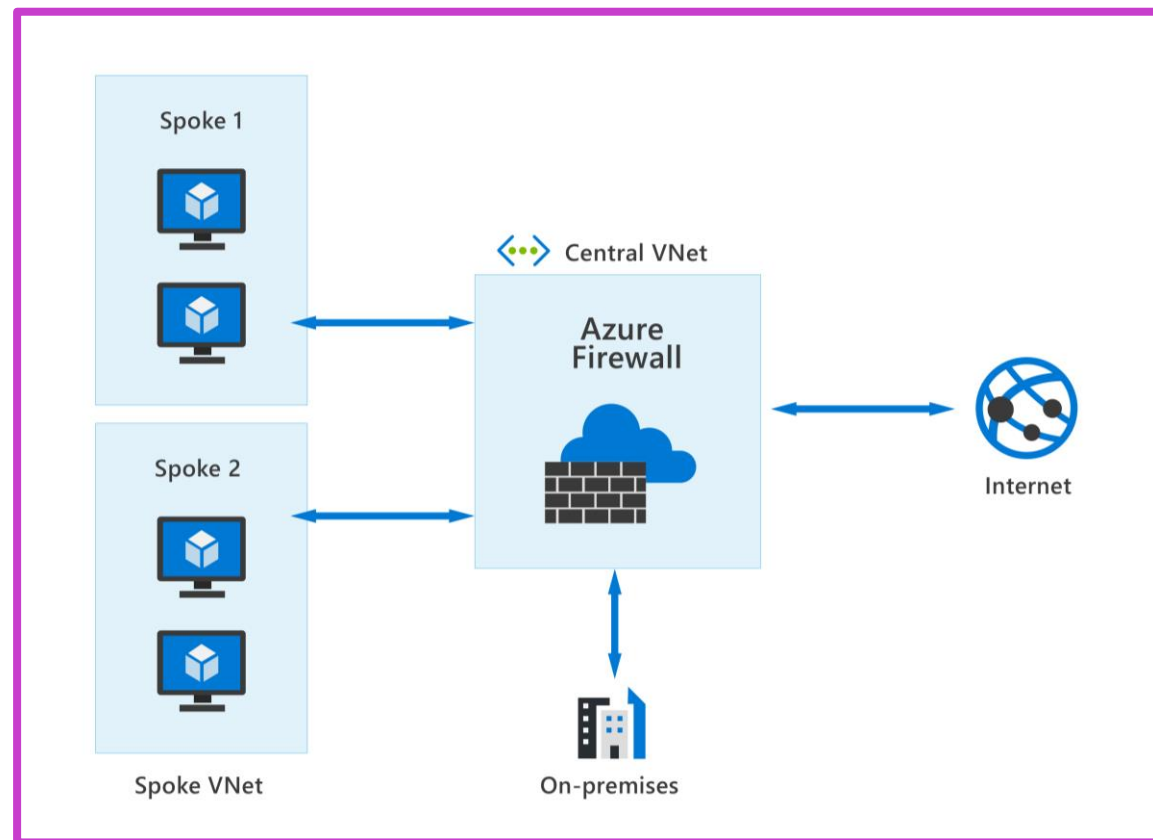 Spoke 1
Central VNet
Azure
Firewall
Spoke 2
Internet
Spoke VNet
On-premises